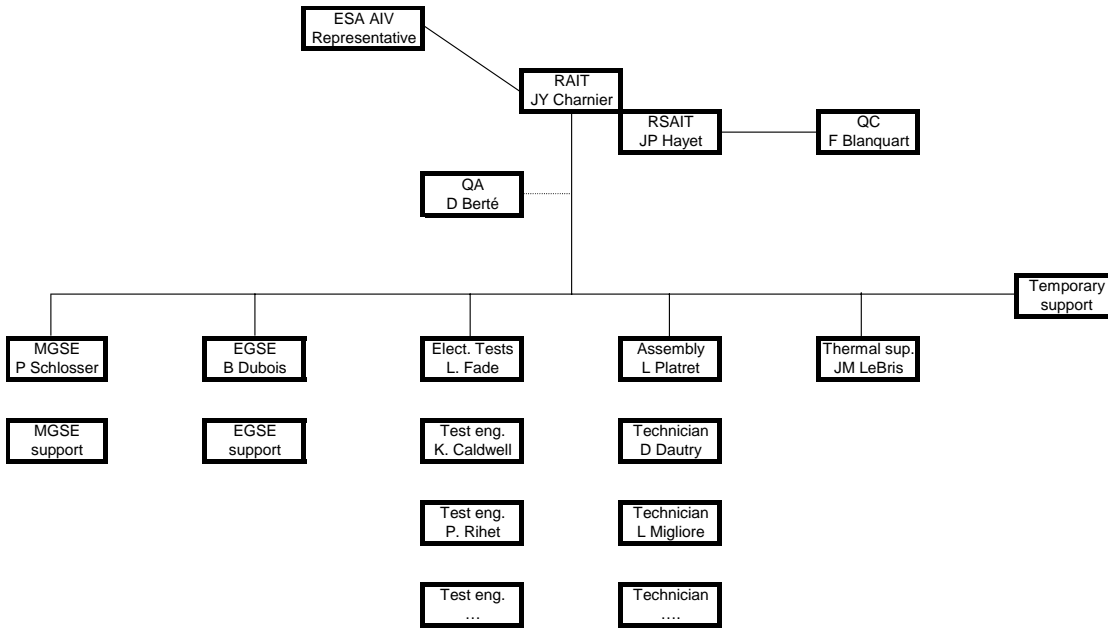 ESA AIV
Representative
RAIT
JY Charnier
RSAIT
JP Hayet
QC
F Blanquart
QA
D Berté
Temporary
support
MGSE
P Schlosser
EGSE
B Dubois
Elect. Tests
L. Fade
Assembly
L Platret
Thermal sup.
JM LeBris
MGSE
support
EGSE
support
Test eng.
K. Caldwell
Technician
D Dautry
Test eng.
P. Rihet
Technician
L Migliore
Test eng.
…
Technician
….